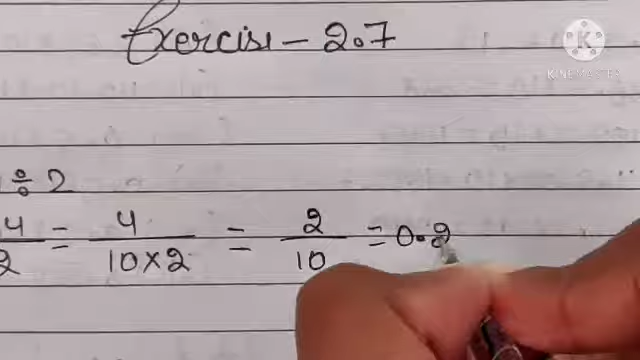 Exercise - 2.7
K
KINEMASTER
÷ 2
4/2 = 4/10×2 = 2/10 = 0.2